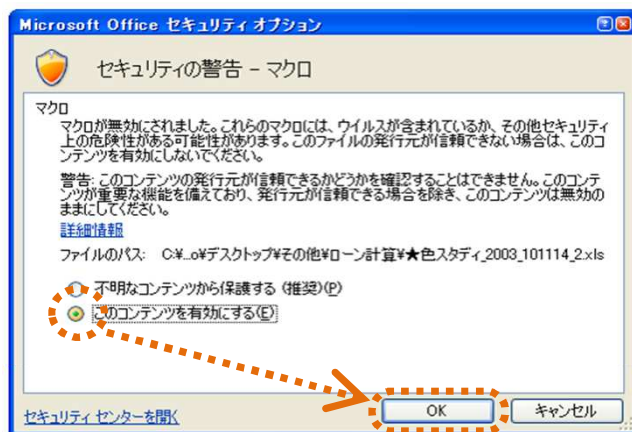 Microsoft Office セキュリティ オプション
セキュリティの警告 - マクロ
マクロ
マクロが無効にされました。これらのマクロには、ウイルスが含まれているか、その他セキュリティ
上の危険性がある可能性があります。このファイルの発行元が信頼できない場合は、このコ
ンテンツを有効にしないでください。
警告: このコンテンツの発行元が信頼できるかどうかを確認することはできません。このコンテ
ンツが重要な機能を備えており、発行元が信頼できる場合を除き、このコンテンツは無効の
ままにしてください。
詳細情報
ファイルのパス: C:¥...o¥デスクトップ¥その他¥ローン計算¥★色スタディ_2003_101114_2.xls
不明なコンテンツから保護する (推奨)(P)
このコンテンツを有効にする(E)
セキュリティ センターを開く
OK
キャンセル